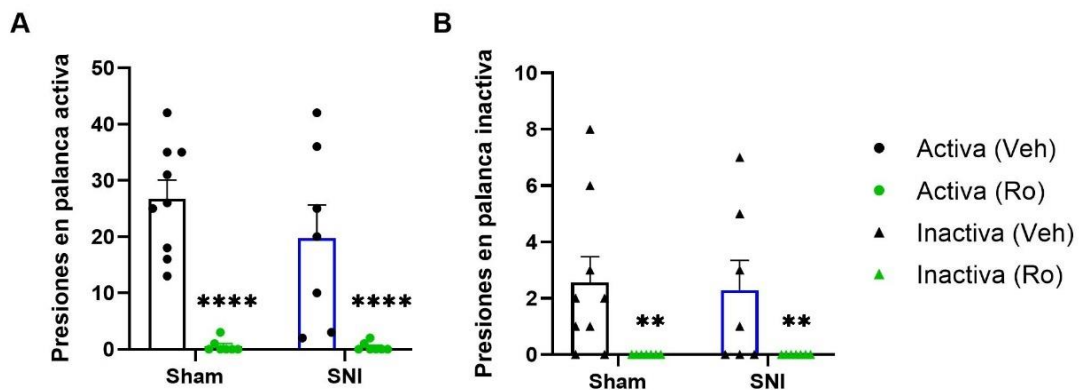 A
Presiones en palanca activa
50
40
30
20
10
0
****
****
Sham
SNI
B
Presiones en palanca inactiva
10
8
6
4
2
0
**
**
Sham
SNI
Activa (Veh)
Activa (Ro)
Inactiva (Veh)
Inactiva (Ro)